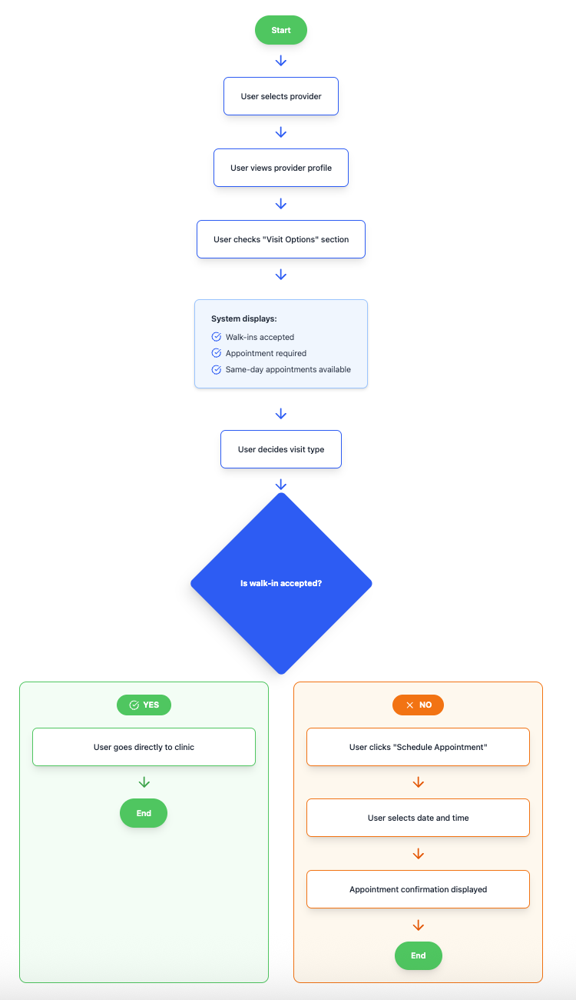 Start
User selects provider
User views provider profile
User checks "Visit Options" section
System displays:
Walk-ins accepted
Appointment required
Same-day appointments available
User decides visit type
Is walk-in accepted?
YES
User goes directly to clinic
End
NO
User clicks "Schedule Appointment"
User selects date and time
Appointment confirmation displayed
End